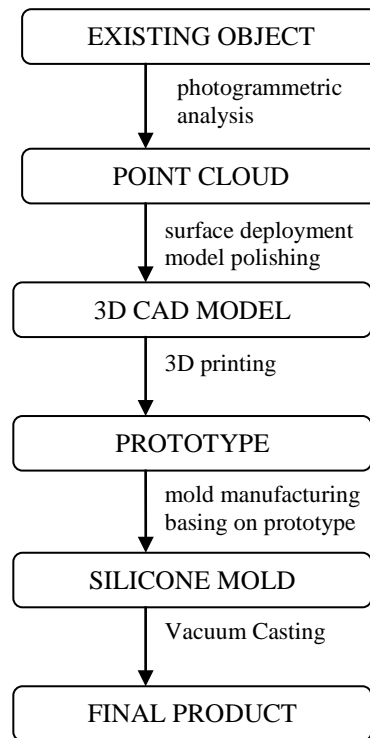 EXISTING OBJECT
photogrammetric
analysis
POINT CLOUD
surface deployment
model polishing
3D CAD MODEL
3D printing
PROTOTYPE
mold manufacturing
basing on prototype
SILICONE MOLD
Vacuum Casting
FINAL PRODUCT